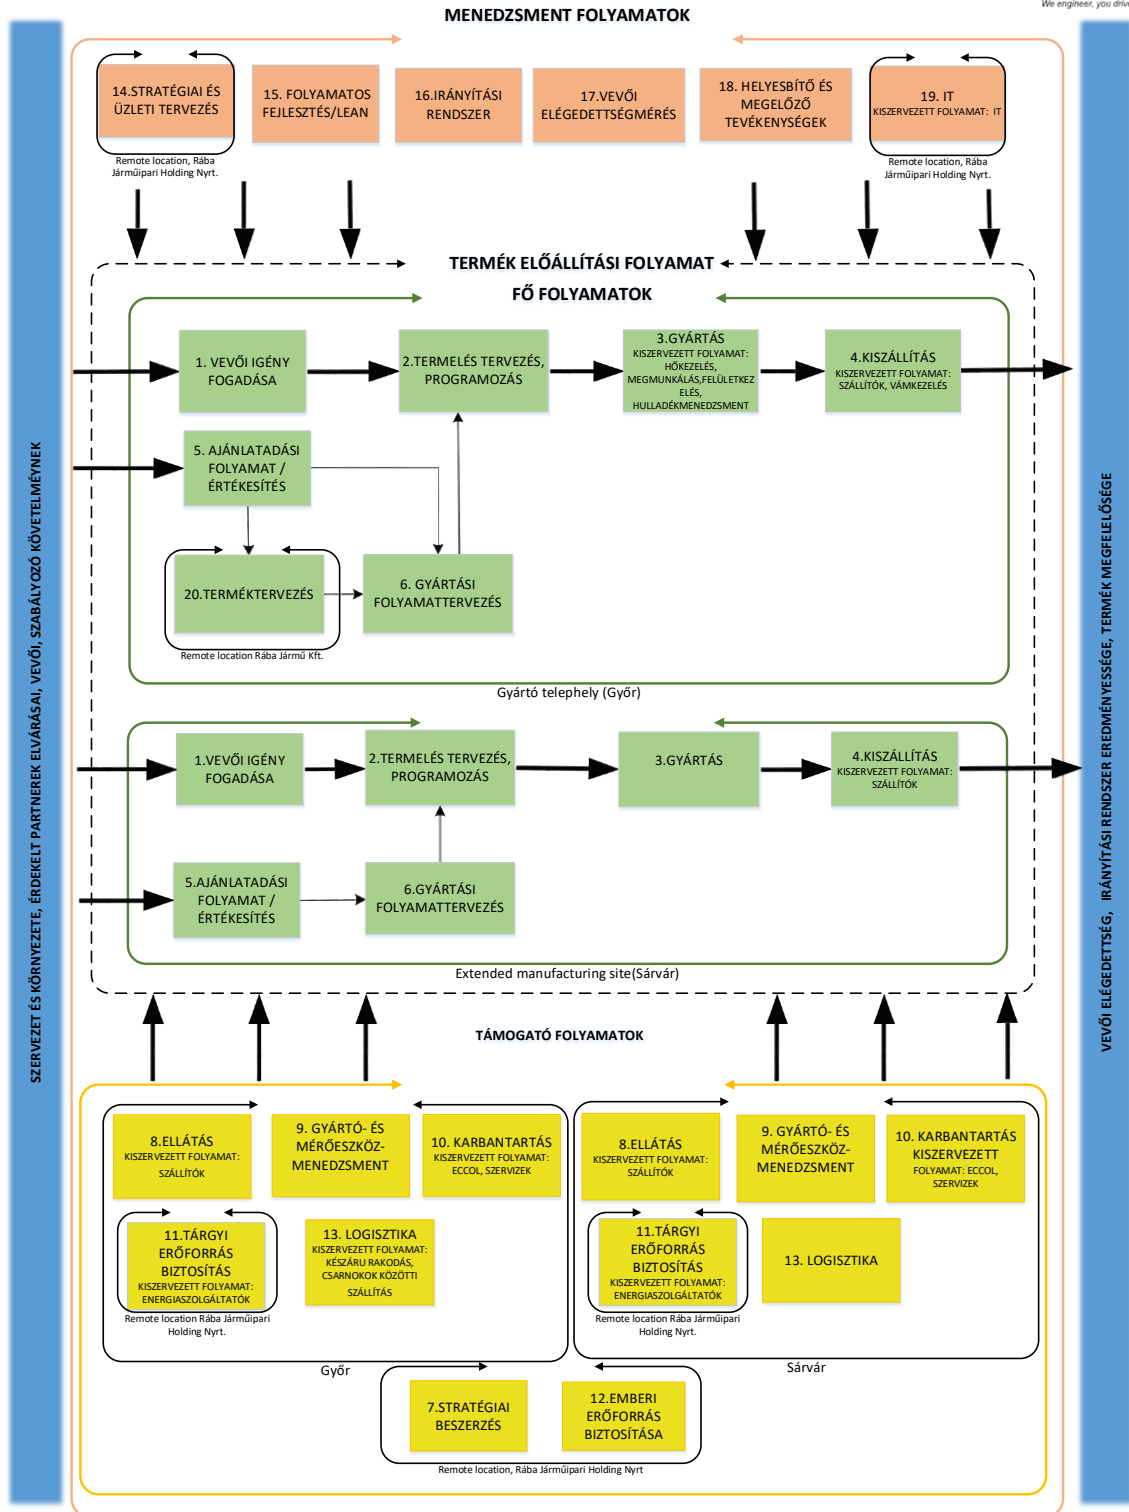 We engineer, you drive
MENEDZSMENT FOLYAMATOK
14.STRATÉGIAI ÉS
ÜZLETI TERVEZÉS
Remote location, Rába
Járműipari Holding Nyrt.
15. FOLYAMATOS
FEJLESZTÉS/LEAN
16.IRÁNYÍTÁSI
RENDSZER
17.VEVŐI
ELÉGEDETTSÉGMÉRÉS
18. HELYESBÍTŐ ÉS
MEGELŐZŐ
TEVÉKENYSÉGEK
19. IT
KISZERVEZETT FOLYAMAT: IT
Remote location, Rába
Járműipari Holding Nyrt.
TERMÉK ELŐÁLLÍTÁSI FOLYAMAT
FŐ FOLYAMATOK
1. VEVŐI IGÉNY
FOGADÁSA
2.TERMELÉS TERVEZÉS,
PROGRAMOZÁS
3.GYÁRTÁS
KISZERVEZETT FOLYAMAT:
HŐKEZELÉS,
MEGMUNKÁLÁS,FELÜLETKEZ
ELÉS,
HULLADÉKMENEDZSMENT
4.KISZÁLLÍTÁS
KISZERVEZETT FOLYAMAT:
SZÁLLÍTÓK, VÁMKEZELÉS
5. AJÁNLATADÁSI
FOLYAMAT /
ÉRTÉKESÍTÉS
20.TERMÉKTERVEZÉS
Remote location Rába Jármű Kft.
6. GYÁRTÁSI
FOLYAMATTERVEZÉS
Gyártó telephely (Győr)
1.VEVŐI IGÉNY
FOGADÁSA
2.TERMELÉS TERVEZÉS,
PROGRAMOZÁS
3.GYÁRTÁS
4.KISZÁLLÍTÁS
KISZERVEZETT FOLYAMAT:
SZÁLLÍTÓK
5.AJÁNLATADÁSI
FOLYAMAT /
ÉRTÉKESÍTÉS
6.GYÁRTÁSI
FOLYAMATTERVEZÉS
Extended manufacturing site(Sárvár)
TÁMOGATÓ FOLYAMATOK
8.ELLÁTÁS
KISZERVEZETT FOLYAMAT:
SZÁLLÍTÓK
9. GYÁRTÓ- ÉS
MÉRŐESZKÖZ-
MENEDZSMENT
10. KARBANTARTÁS
KISZERVEZETT FOLYAMAT:
ECCOL, SZERVIZEK
11.TÁRGYI
ERŐFORRÁS
BIZTOSÍTÁS
KISZERVEZETT FOLYAMAT:
ENERGIASZOLGÁLTATÓK
Remote location Rába Járműipari
Holding Nyrt.
13. LOGISZTIKA
KISZERVEZETT FOLYAMAT:
KÉSZÁRU RAKODÁS,
CSARNOKOK KÖZÖTTI
SZÁLLÍTÁS
Győr
8.ELLÁTÁS
KISZERVEZETT FOLYAMAT:
SZÁLLÍTÓK
9. GYÁRTÓ- ÉS
MÉRŐESZKÖZ-
MENEDZSMENT
10. KARBANTARTÁS
KISZERVEZETT
FOLYAMAT: ECCOL,
SZERVIZEK
11.TÁRGYI
ERŐFORRÁS
BIZTOSÍTÁS
KISZERVEZETT FOLYAMAT:
ENERGIASZOLGÁLTATÓK
Remote location Rába Járműipari
Holding Nyrt.
13. LOGISZTIKA
Sárvár
7.STRATÉGIAI
BESZERZÉS
12.EMBERI
ERŐFORRÁS
BIZTOSÍTÁSA
Remote location, Rába Járműipari Holding Nyrt
SZERVEZET ÉS KÖRNYEZETE, ÉRDEKELT PARTNEREK ELVÁRÁSAI, VEVŐI, SZABÁLYOZÓ KÖVETELMÉYNEK
VEVŐI ELÉGEDETTSÉG, IRÁNYÍTÁSI RENDSZER EREDMÉNYESSÉGE, TERMÉK MEGFELELŐSÉGE